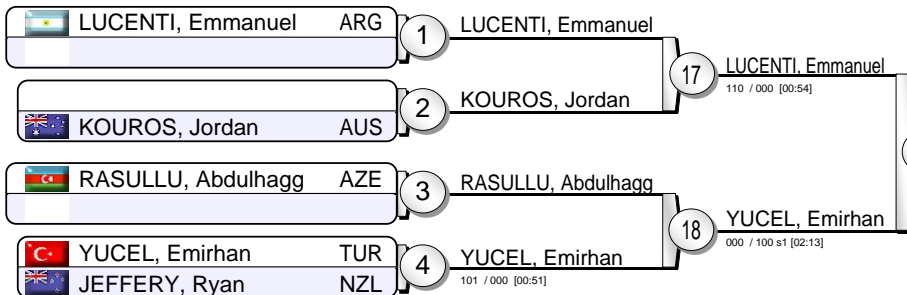 LUCENTI, Emmanuel ARG
1
LUCENTI, Emmanuel
17
LUCENTI, Emmanuel
110 / 000 [00:54]
KOUROS, Jordan AUS
2
KOUROS, Jordan
RASULLU, Abdulhagg AZE
3
RASULLU, Abdulhagg
18
YUCEL, Emirhan
000 / 100 s1 [02:13]
YUCEL, Emirhan TUR
JEFFERY, Ryan NZL
4
YUCEL, Emirhan
101 / 000 [00:51]